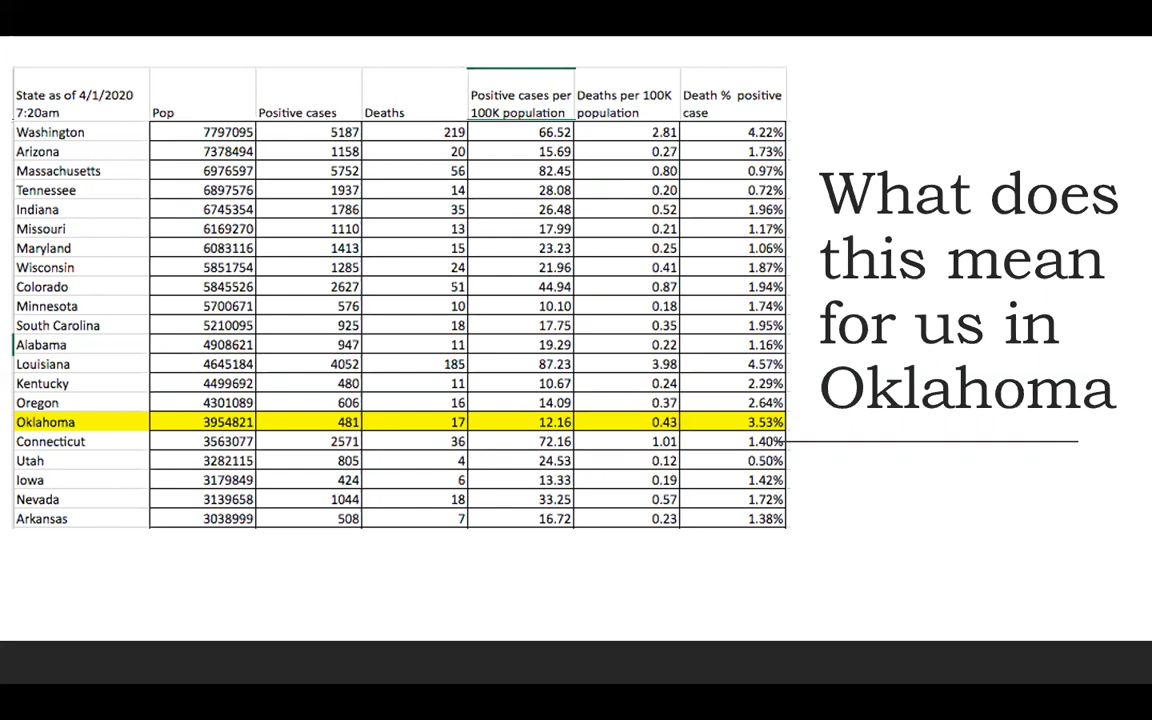 State as of 4/1/2020 7:20am Pop Positive cases Deaths Positive cases per 100K population Deaths per 100K population Death % positive case
Washington 7797095 5187 219 66.52 2.81 4.22%
Arizona 7378494 1158 20 15.69 0.27 1.73%
Massachusetts 6976597 5752 56 82.45 0.80 0.97%
Tennessee 6897576 1937 14 28.08 0.20 0.72%
Indiana 6745354 1786 35 26.48 0.52 1.96%
Missouri 6169270 1110 13 17.99 0.21 1.17%
Maryland 6083116 1413 15 23.23 0.25 1.06%
Wisconsin 5851754 1285 24 21.96 0.41 1.87%
Colorado 5845526 2627 51 44.94 0.87 1.94%
Minnesota 5700671 576 10 10.10 0.18 1.74%
South Carolina 5210095 925 18 17.75 0.35 1.95%
Alabama 4908621 947 11 19.29 0.22 1.16%
Louisiana 4645184 4052 185 87.23 3.98 4.57%
Kentucky 4499692 480 11 10.67 0.24 2.29%
Oregon 4301089 606 16 14.09 0.37 2.64%
Oklahoma 3954821 481 17 12.16 0.43 3.53%
Connecticut 3563077 2571 36 72.16 1.01 1.40%
Utah 3282115 805 4 24.53 0.12 0.50%
Iowa 3179849 424 6 13.33 0.19 1.42%
Nevada 3139658 1044 18 33.25 0.57 1.72%
Arkansas 3038999 508 7 16.72 0.23 1.38%
What does
this mean
for us in
Oklahoma